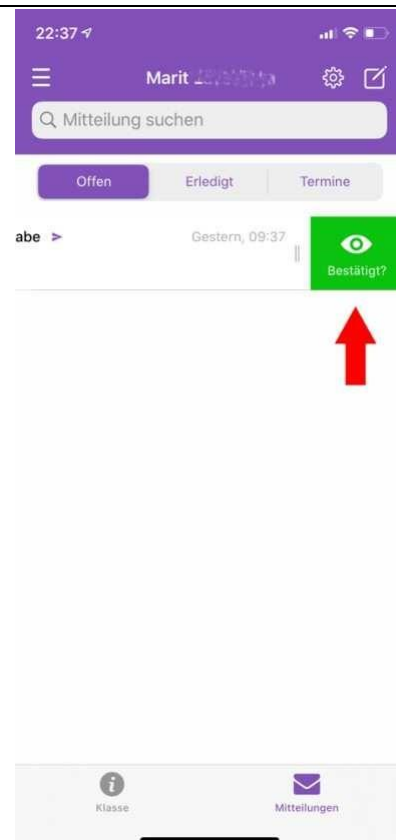 22:37
Marit
Mitteilung suchen
Offen Erledigt Termine
abe > Gestern, 09:37
Bestätigt?
Klasse Mitteilungen